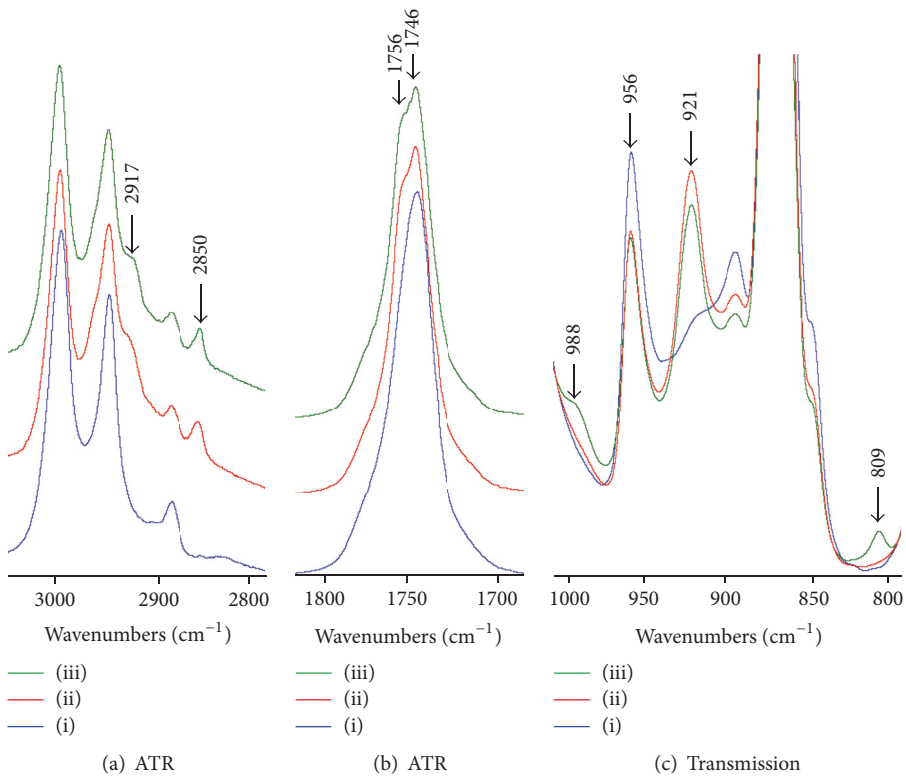 2917
2850
3000
2900
2800
Wavenumbers (cm⁻¹)
(iii)
(ii)
(i)
(a) ATR
1756
1746
1800
1750
1700
Wavenumbers (cm⁻¹)
(iii)
(ii)
(i)
(b) ATR
988
956
921
809
1000
950
900
850
800
Wavenumbers (cm⁻¹)
(iii)
(ii)
(i)
(c) Transmission